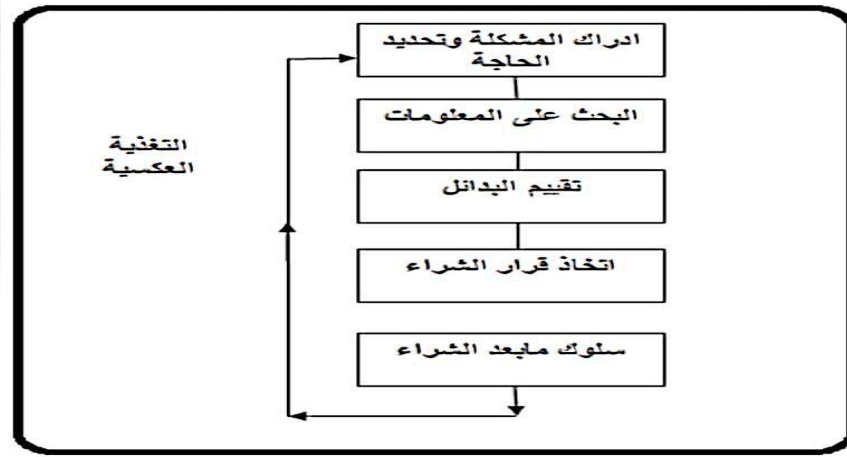 ادراك المشكلة وتحديد
الحاجة
البحث على المعلومات
التغذية
العكسية
تقييم البدائل
اتخاذ قرار الشراء
سلوك مابعد الشراء